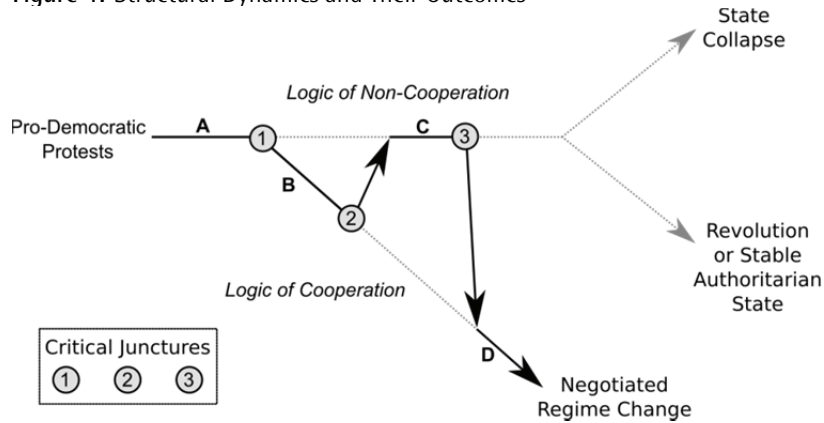 Figure 4. Structural Dynamics and Their Outcomes
State
Collapse
Logic of Non-Cooperation
Pro-Democratic
Protests
A
1
C
3
B
2
Revolution
or Stable
Authoritarian
State
Logic of Cooperation
D
Critical Junctures
1 2 3
Negotiated
Regime Change